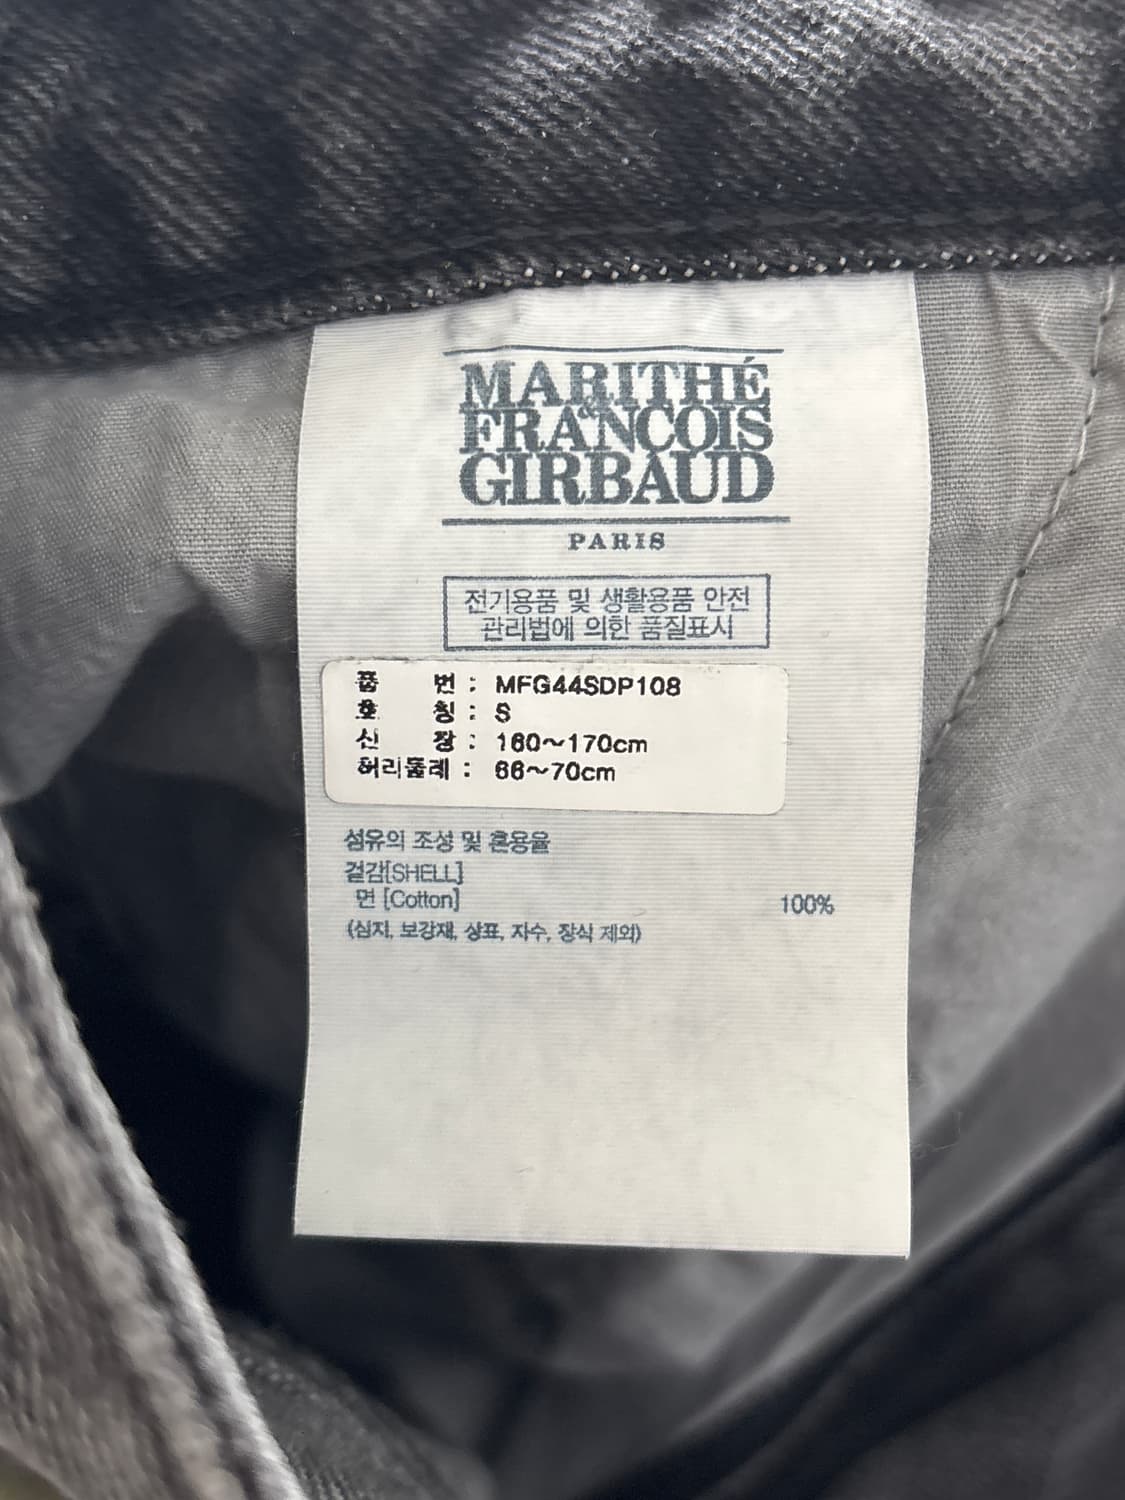 MARITHÉ
&
FRANCOIS
GIRBAUD
PARIS
전기용품 및 생활용품 안전
관리법에 의한 품질표시
품 번 : MFG44SDP108
호 칭 : S
신 장 : 160~170cm
허리둘레 : 66~70cm
섬유의 조성 및 혼용율
겉감[SHELL]
면 [Cotton] 100%
(심지, 보강재, 상표, 자수, 장식 제외)